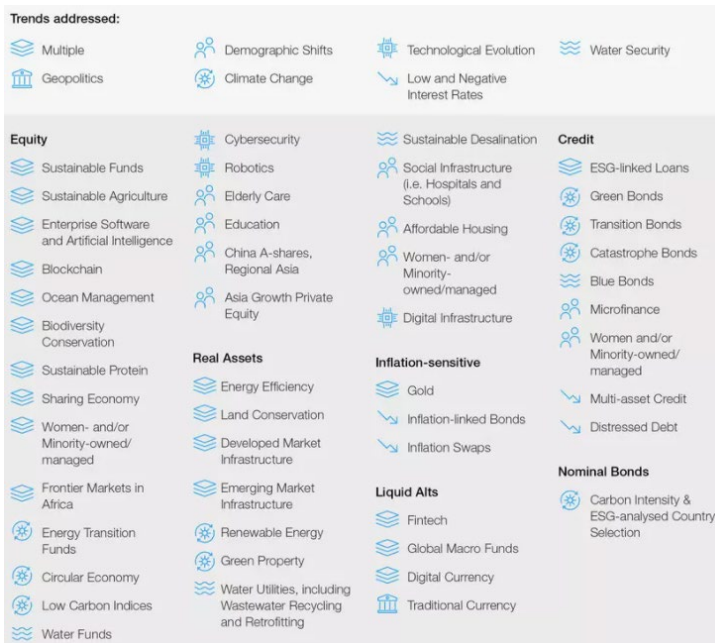 Trends addressed:
Multiple
Demographic Shifts
Technological Evolution
Water Security
Geopolitics
Climate Change
Low and Negative
Interest Rates
Equity
Sustainable Funds
Sustainable Agriculture
Enterprise Software
and Artificial Intelligence
Blockchain
Ocean Management
Biodiversity
Conservation
Sustainable Protein
Sharing Economy
Women- and/or
Minority-owned/
managed
Frontier Markets in
Africa
Energy Transition
Funds
Circular Economy
Low Carbon Indices
Water Funds
Cybersecurity
Robotics
Elderly Care
Education
China A-shares,
Regional Asia
Asia Growth Private
Equity
Real Assets
Energy Efficiency
Land Conservation
Developed Market
Infrastructure
Emerging Market
Infrastructure
Renewable Energy
Green Property
Water Utilities, including
Wastewater Recycling
and Retrofitting
Sustainable Desalination
Social Infrastructure
(i.e. Hospitals and
Schools)
Affordable Housing
Women- and/or
Minority-
owned/managed
Digital Infrastructure
Inflation-sensitive
Gold
Inflation-linked Bonds
Inflation Swaps
Liquid Alts
Fintech
Global Macro Funds
Digital Currency
Traditional Currency
Credit
ESG-linked Loans
Green Bonds
Transition Bonds
Catastrophe Bonds
Blue Bonds
Microfinance
Women and/or
Minority-owned/
managed
Multi-asset Credit
Distressed Debt
Nominal Bonds
Carbon Intensity &
ESG-analysed Country
Selection